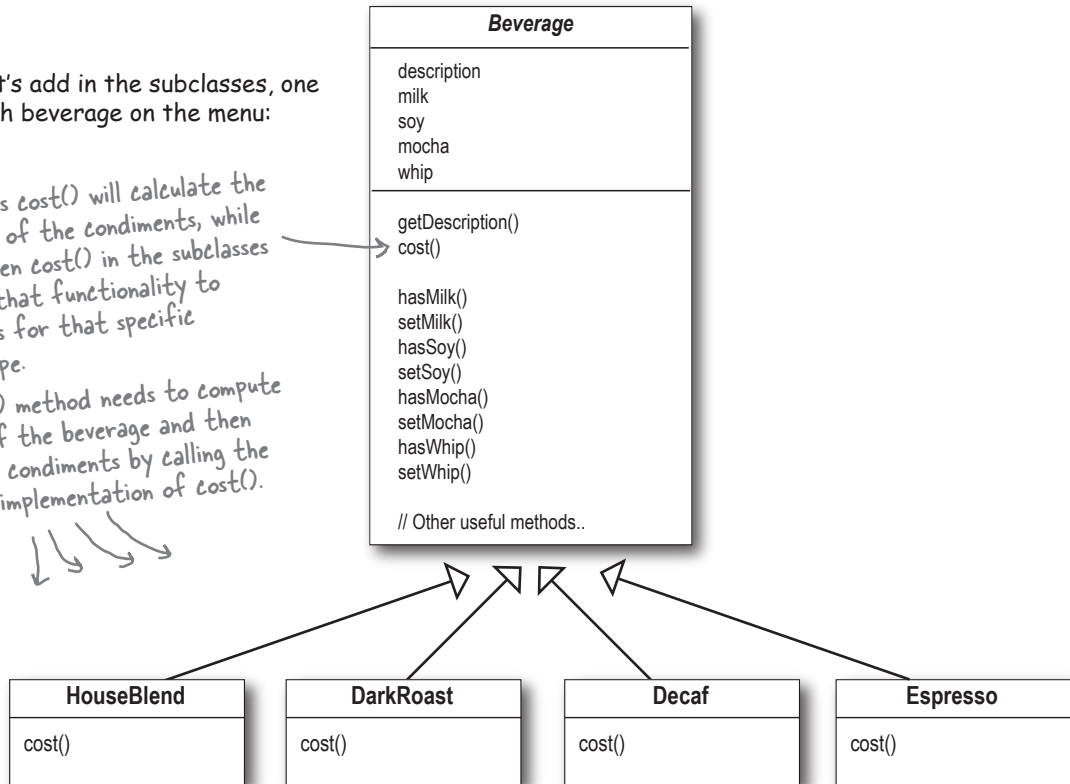 Beverage
description
milk
soy
mocha
whip
getDescription()
cost()
hasMilk()
setMilk()
hasSoy()
setSoy()
hasMocha()
setMocha()
hasWhip()
setWhip()
// Other useful methods..
t's add in the subclasses, one
h beverage on the menu:
s cost() will calculate the
of the condiments, while
en cost() in the subclasses
that functionality to
s for that specific
pe.
) method needs to compute
f the beverage and then
condiments by calling the
implementation of cost().
HouseBlend
cost()
DarkRoast
cost()
Decaf
cost()
Espresso
cost()